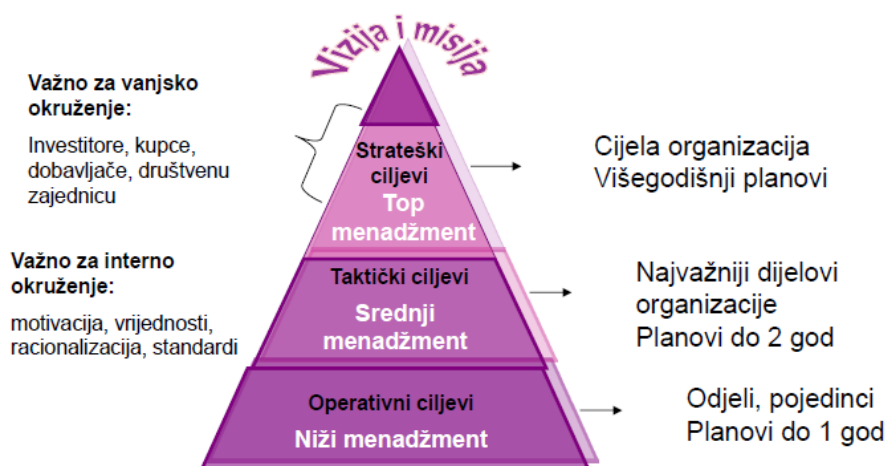 Vizija i misija
Važno za vanjsko
okruženje:
Investitore, kupce,
dobavljače, društvenu
zajednicu
Strateški
ciljevi
Top
menadžment
Cijela organizacija
Višegodišnji planovi
Važno za interno
okruženje:
motivacija, vrijednosti,
racionalizacija, standardi
Taktički ciljevi
Srednji
menadžment
Najvažniji dijelovi
organizacije
Planovi do 2 god
Operativni ciljevi
Niži menadžment
Odjeli, pojedinci
Planovi do 1 god